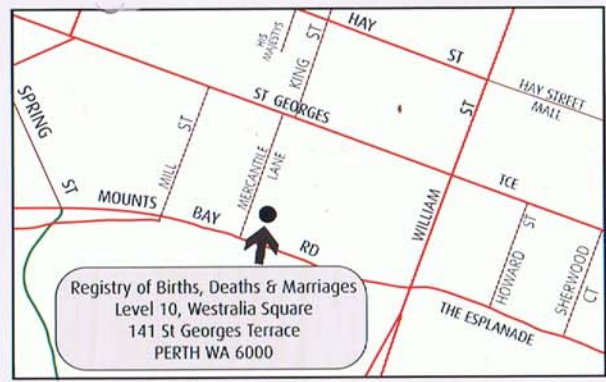 HAY
ST
HIS
MAJESTYS
KING
ST
HAY STREET
MALL
SPRING
ST
ST GEORGES
TCE
MILL
ST
MERCANTILE
LANE
WILLIAM
ST
MOUNTS
BAY
RD
HOWARD
ST
SHERWOOD
CT
THE ESPLANADE
Registry of Births, Deaths & Marriages
Level 10, Westralia Square
141 St Georges Terrace
PERTH WA 6000